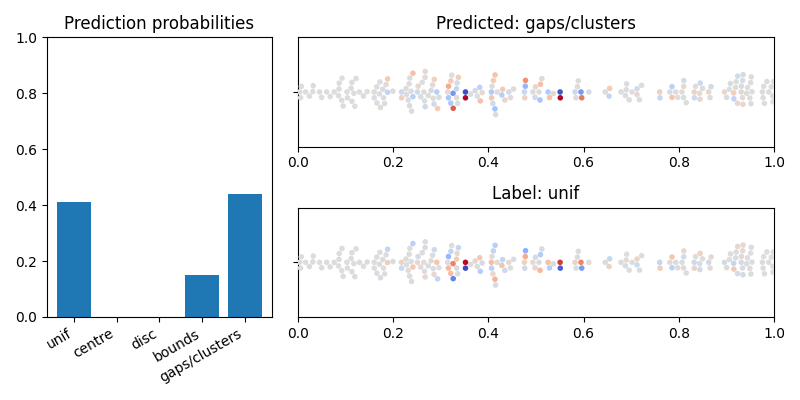 Prediction probabilities
1.0
0.8
0.6
0.4
0.2
0.0
unif
centre
disc
bounds
gaps/clusters
Predicted: gaps/clusters
0.0 0.2 0.4 0.6 0.8 1.0
Label: unif
0.0 0.2 0.4 0.6 0.8 1.0